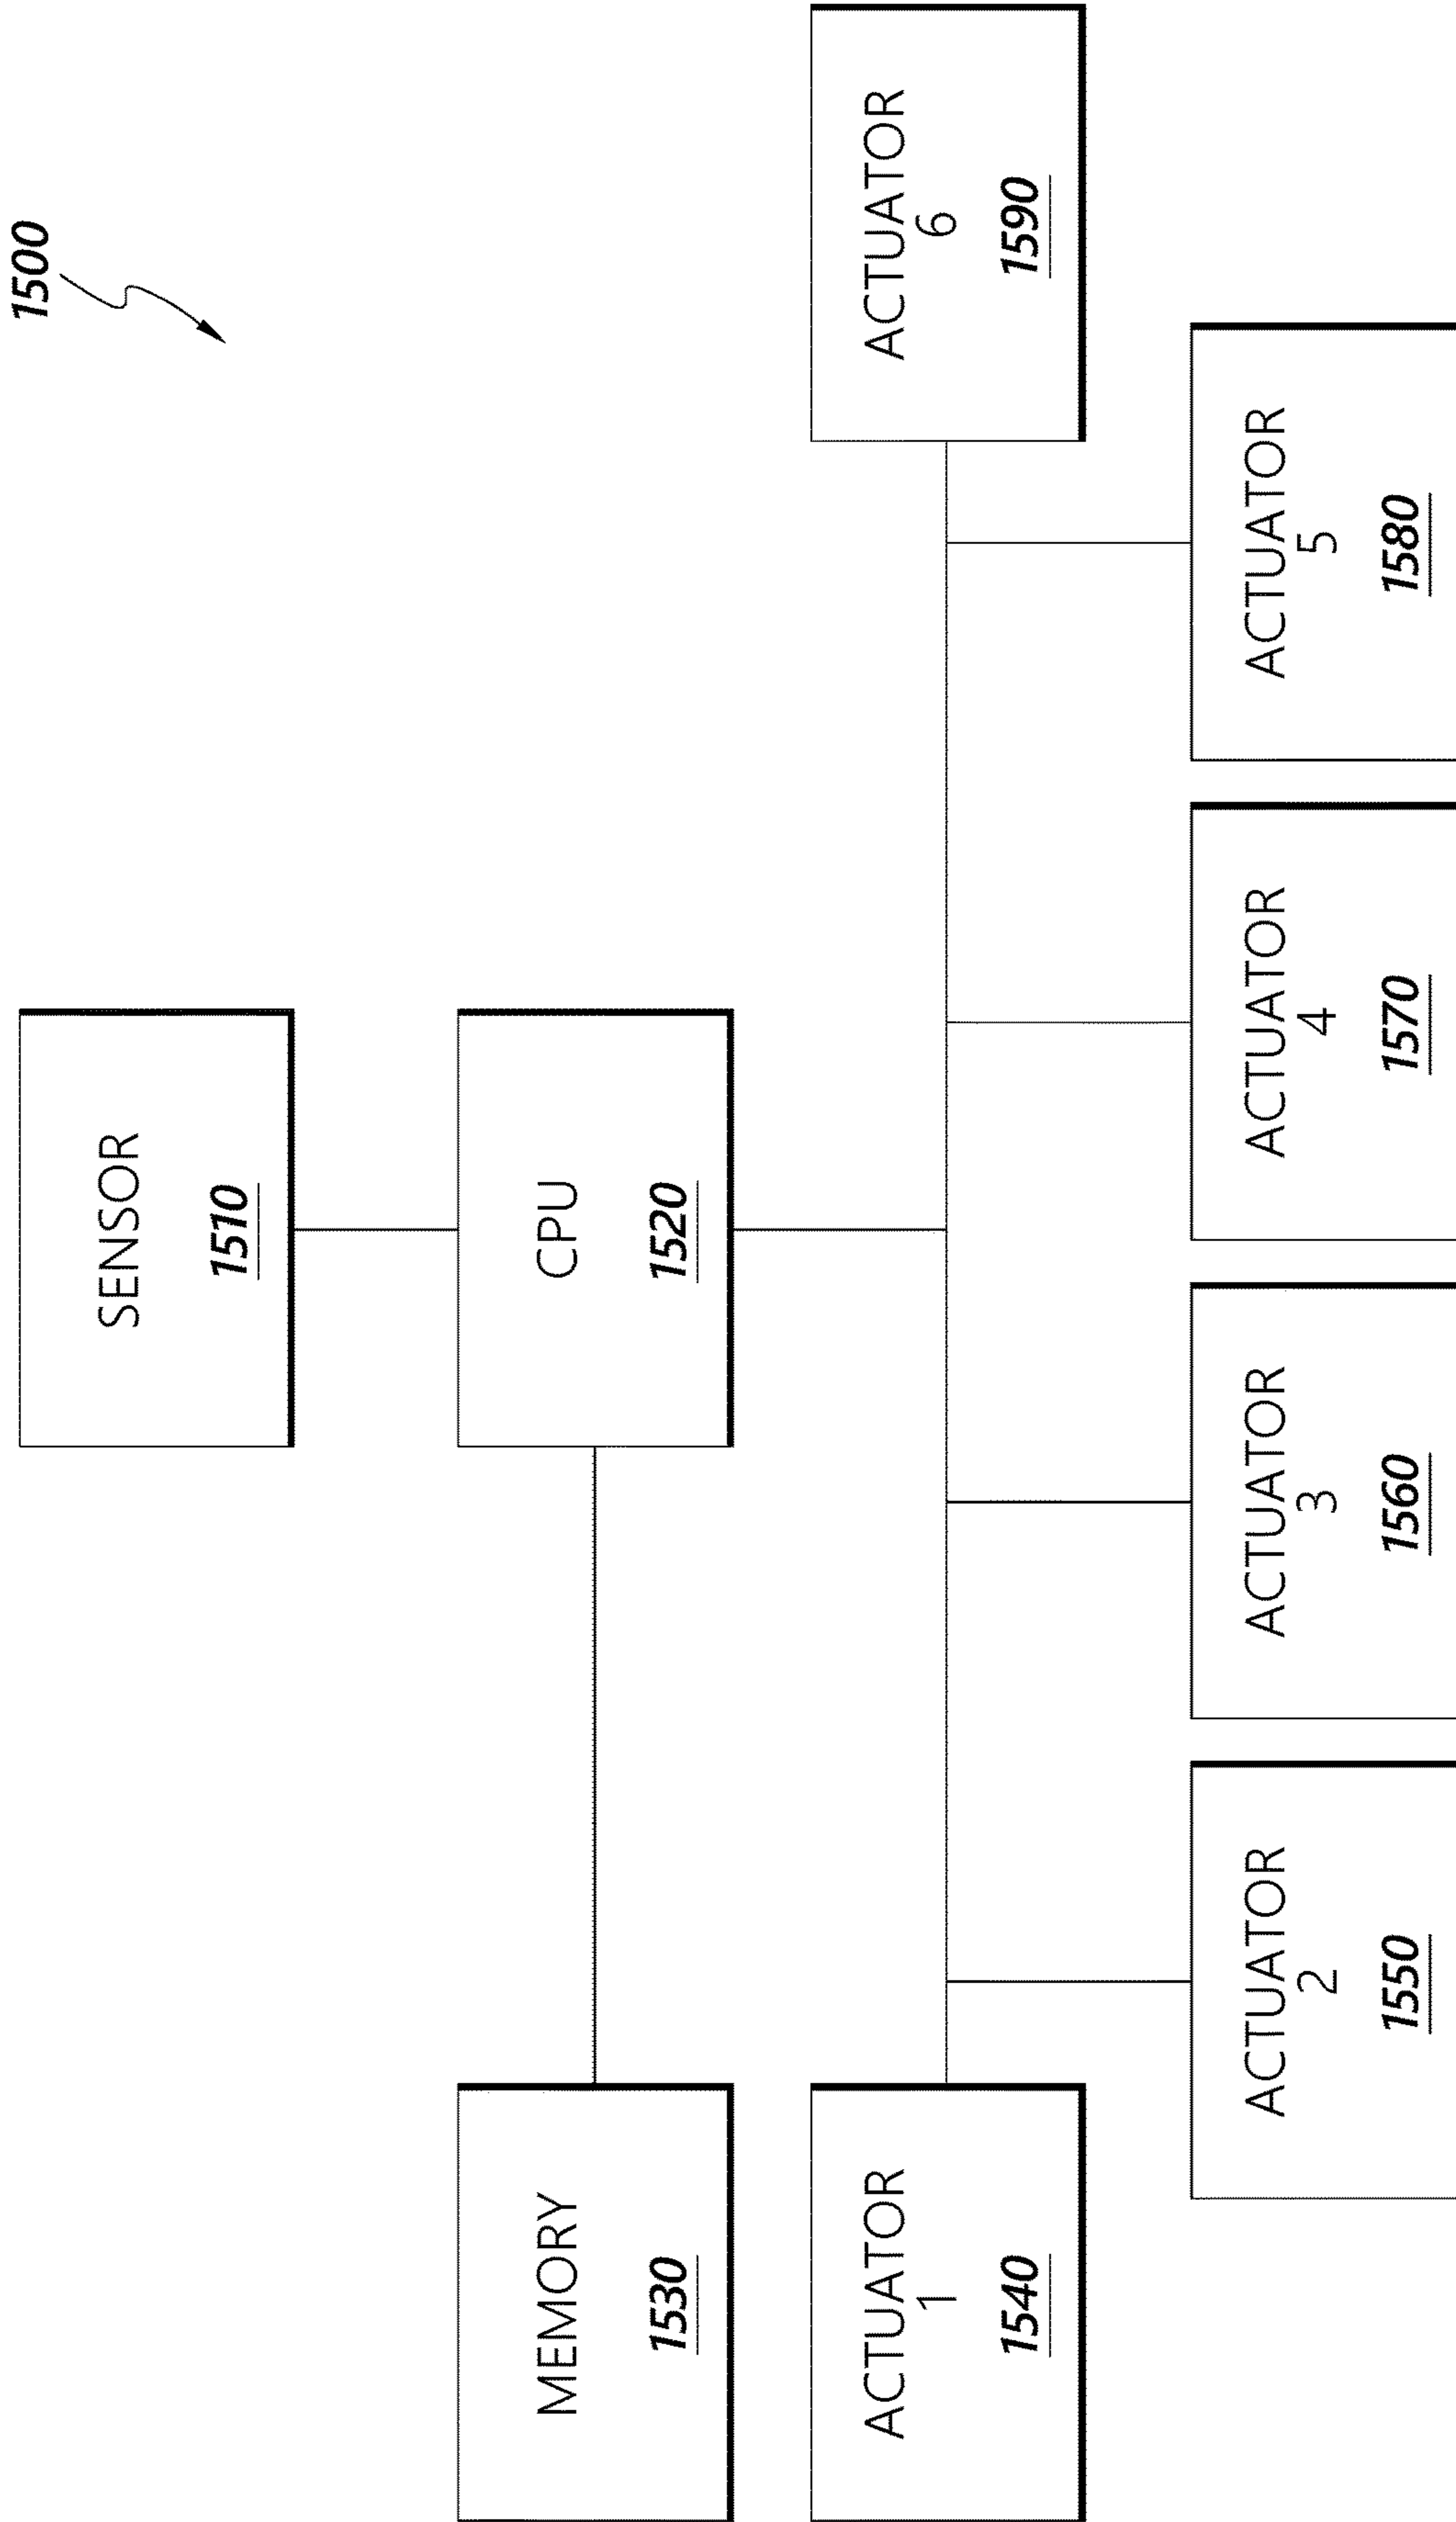 1500
SENSOR
1510
CPU
1520
MEMORY
1530
ACTUATOR
1
1540
ACTUATOR
6
1590
ACTUATOR
2
1550
ACTUATOR
3
1560
ACTUATOR
4
1570
ACTUATOR
5
1580